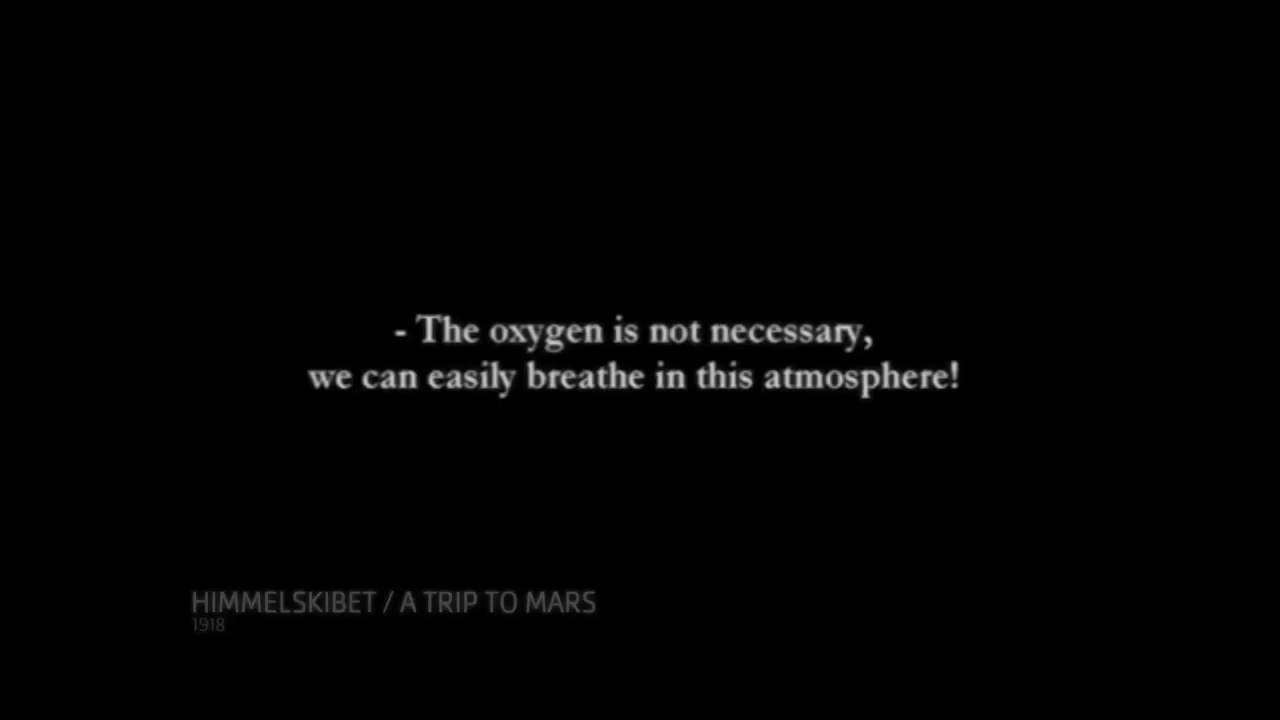 - The oxygen is not necessary,
we can easily breathe in this atmosphere!
HIMMELSKIBET / A TRIP TO MARS
1918